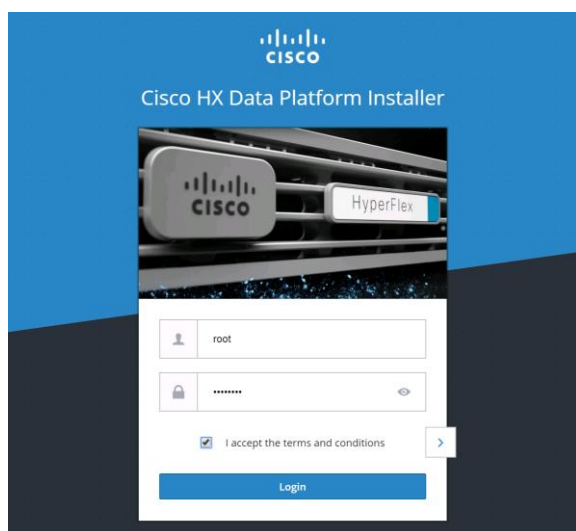 CISCO
Cisco HX Data Platform Installer
CISCO
HyperFlex
root
••••••••
I accept the terms and conditions
Login